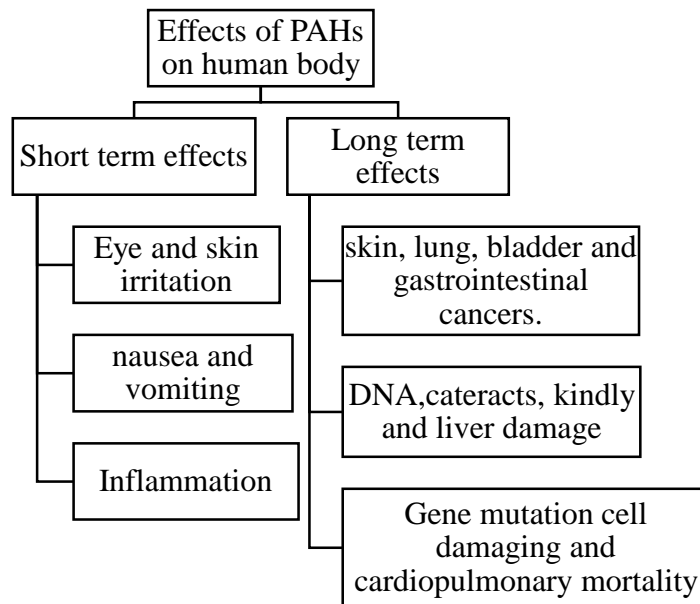 Effects of PAHs
on human body
Short term effects
Long term
effects
Eye and skin
irritation
skin, lung, bladder and
gastrointestinal
cancers.
nausea and
vomiting
DNA,cateracts, kindly
and liver damage
Inflammation
Gene mutation cell
damaging and
cardiopulmonary mortality